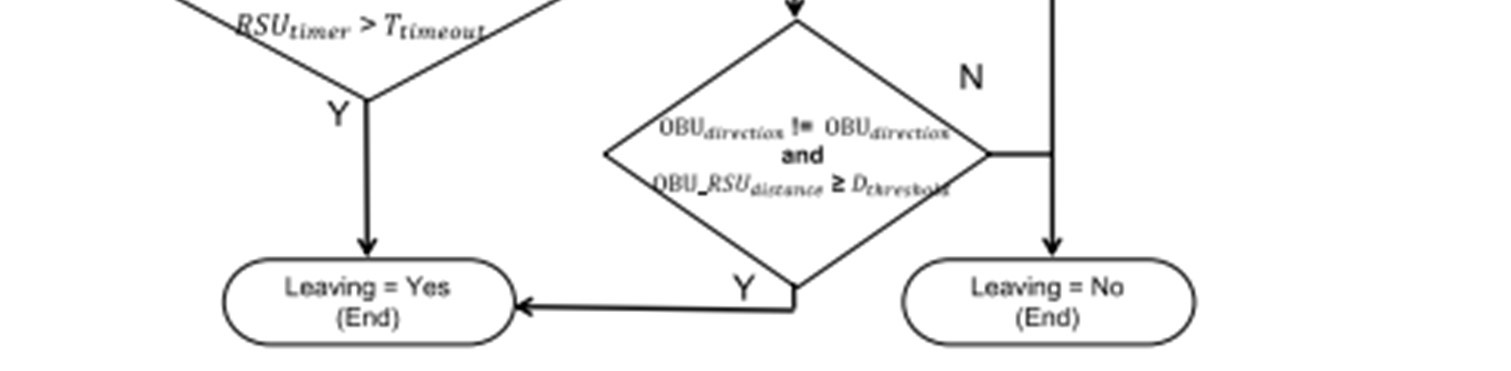 RSU_timer > T_timeout
Y
N
OBU_direction != OBU_direction
and
OBU_RSU_distance ≥ D_threshold
Y
Leaving = Yes
(End)
Leaving = No
(End)